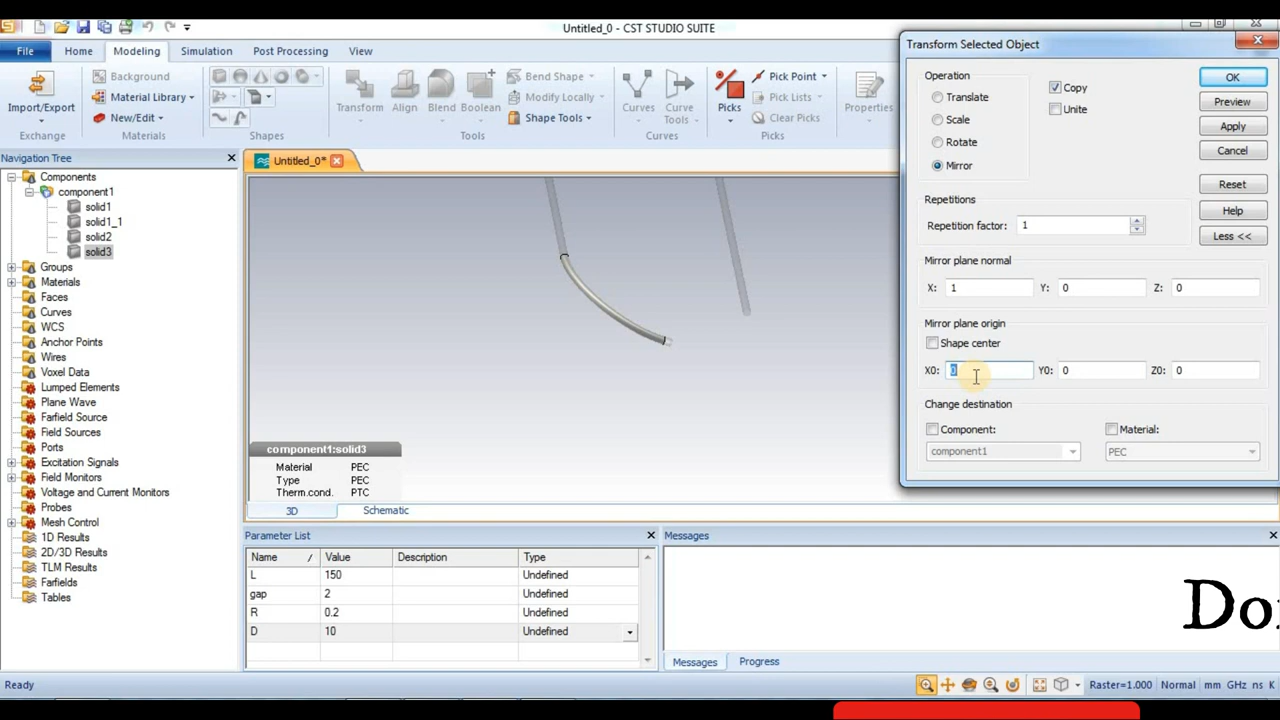 Untitled_0 - CST STUDIO SUITE
File Home Modeling Simulation Post Processing View
Import/Export
Exchange
Background
Material Library
New/Edit
Materials
Shapes
Transform Align Blend Boolean
Bend Shape
Modify Locally
Shape Tools
Tools
Curves Curve Tools
Curves
Picks
Pick Point
Pick Lists
Clear Picks
Picks
Properties
Navigation Tree
Components
component1
solid1
solid1_1
solid2
solid3
Groups
Materials
Faces
Curves
WCS
Anchor Points
Wires
Voxel Data
Lumped Elements
Plane Wave
Farfield Source
Field Sources
Ports
Excitation Signals
Field Monitors
Voltage and Current Monitors
Probes
Mesh Control
1D Results
2D/3D Results
TLM Results
Farfields
Tables
Untitled_0*
component1:solid3
Material PEC
Type PEC
Therm.cond. PTC
3D Schematic
Parameter List
Name / Value Description Type
L 150 Undefined
gap 2 Undefined
R 0.2 Undefined
D 10 Undefined
Messages
Messages Progress
Transform Selected Object
Operation
Translate
Scale
Rotate
Mirror
Copy
Unite
OK
Preview
Apply
Cancel
Reset
Help
Less <<
Repetitions
Repetition factor: 1
Mirror plane normal
X: 1 Y: 0 Z: 0
Mirror plane origin
Shape center
X0: 0 Y0: 0 Z0: 0
Change destination
Component: Material:
component1 PEC
Ready
Raster=1.000 Normal mm GHz ns K